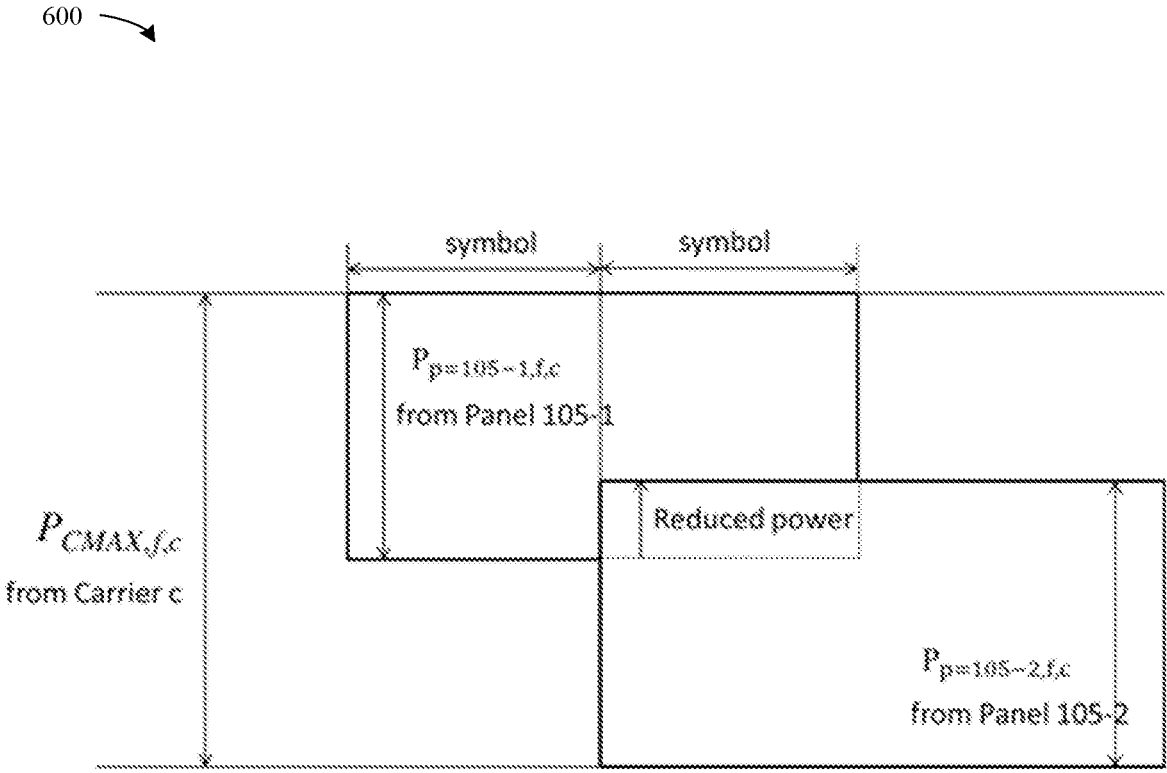 600
symbol
symbol
P_{p=105-1,f,c}
from Panel 105-1
Reduced power
P_{CMAX,f,c}
from Carrier c
P_{p=105-2,f,c}
from Panel 105-2